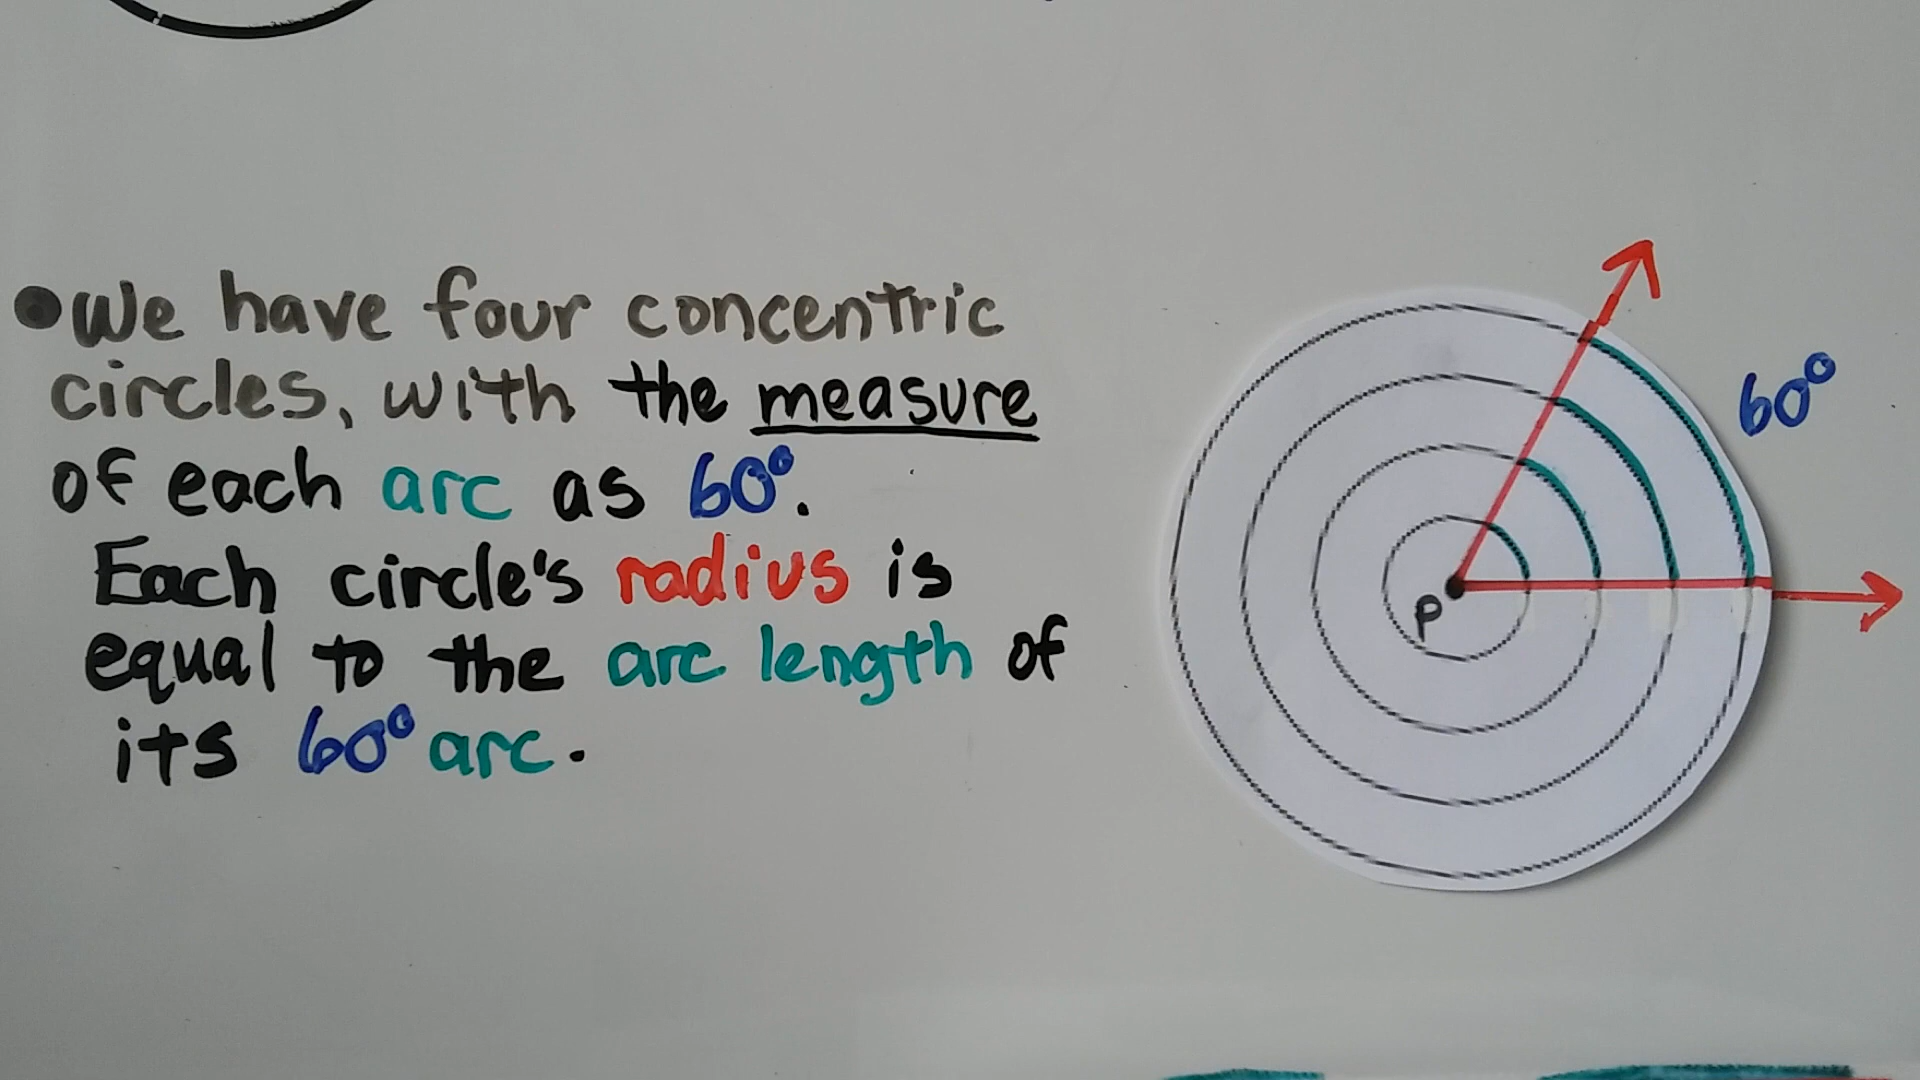 •We have four concentric
circles, with the measure
of each arc as 60°.
Each circle's radius is
equal to the arc length of
its 60° arc.
60°
P